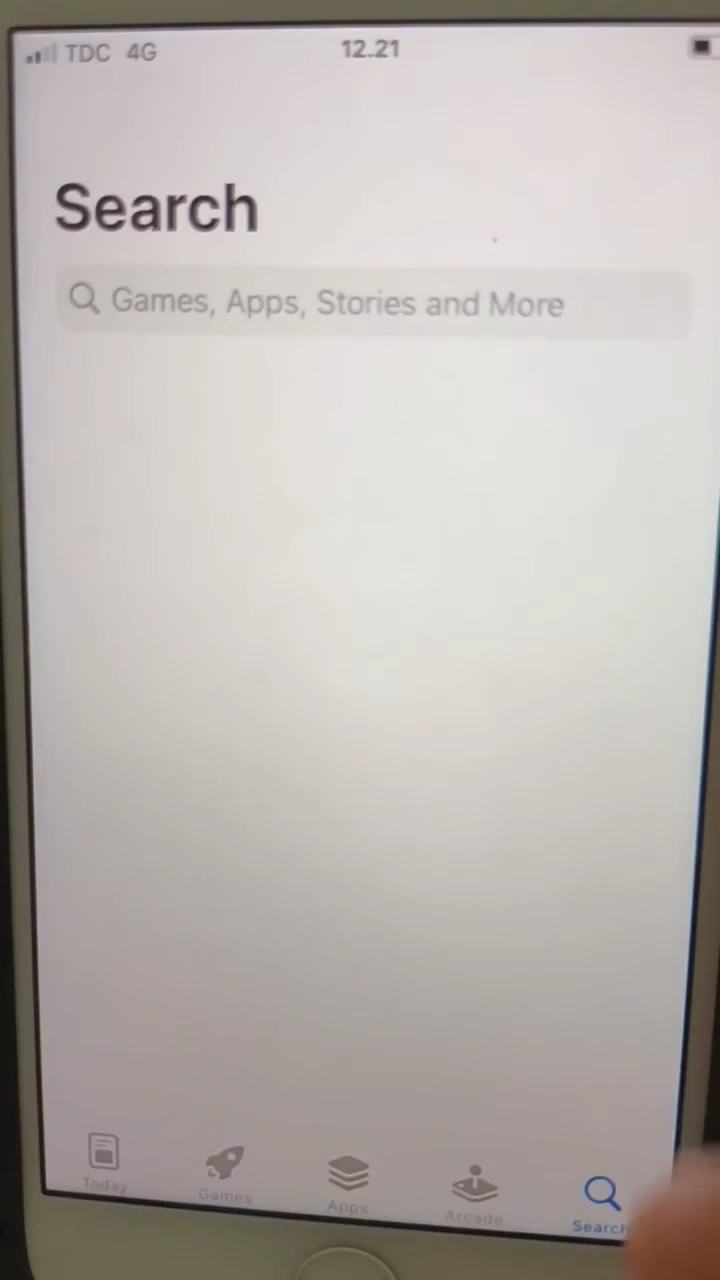 TDC 4G 12.21
Search
Games, Apps, Stories and More
Today Games Apps Arcade Search